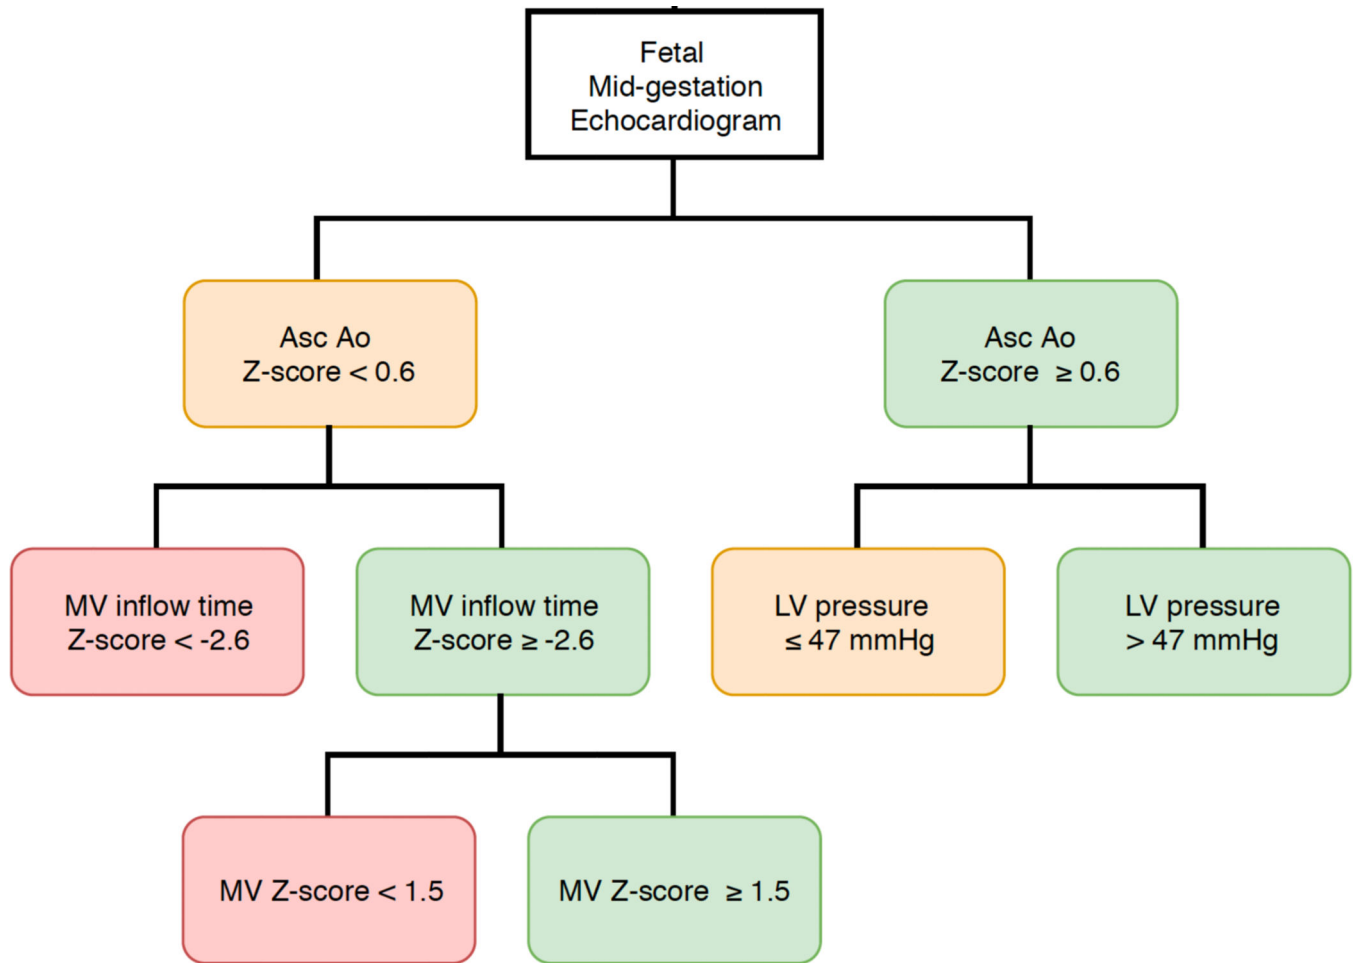 Fetal
Mid-gestation
Echocardiogram
Asc Ao
Z-score < 0.6
Asc Ao
Z-score ≥ 0.6
MV inflow time
Z-score < -2.6
MV inflow time
Z-score ≥ -2.6
LV pressure
≤ 47 mmHg
LV pressure
> 47 mmHg
MV Z-score < 1.5
MV Z-score ≥ 1.5